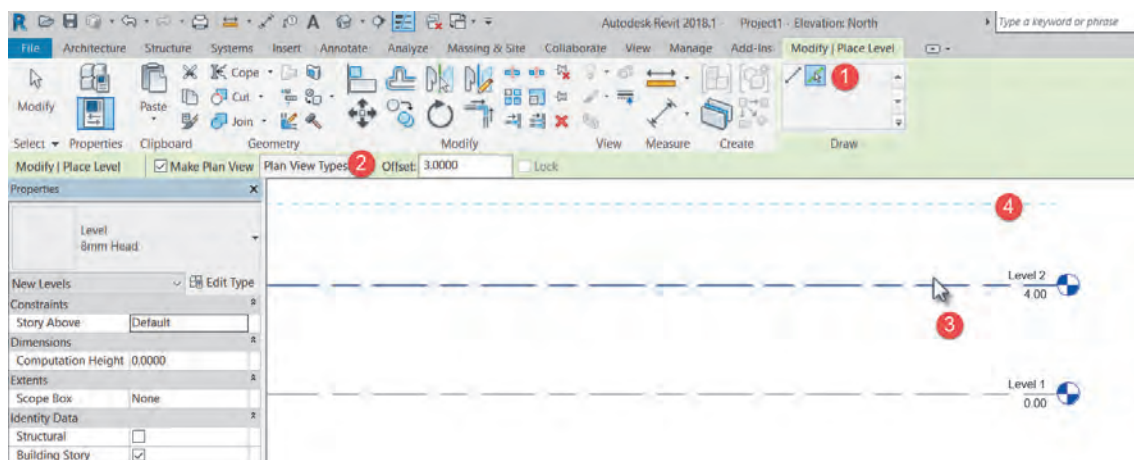 Autodesk Revit 2018.1 - Project1 - Elevation: North
Type a keyword or phrase
File Architecture Structure Systems Insert Annotate Analyze Massing & Site Collaborate View Manage Add-Ins Modify | Place Level
Modify Paste Cope Cut Join 1
Select Properties Clipboard Geometry Modify View Measure Create Draw
Modify | Place Level Make Plan View Plan View Types... 2 Offset: 3.0000 Lock
Properties X
4
Level
8mm Head
New Levels Edit Type
Level 2
4.00
Constraints
Story Above Default
3
Dimensions
Computation Height 0.0000
Extents
Scope Box None
Level 1
0.00
Identity Data
Structural
Building Story